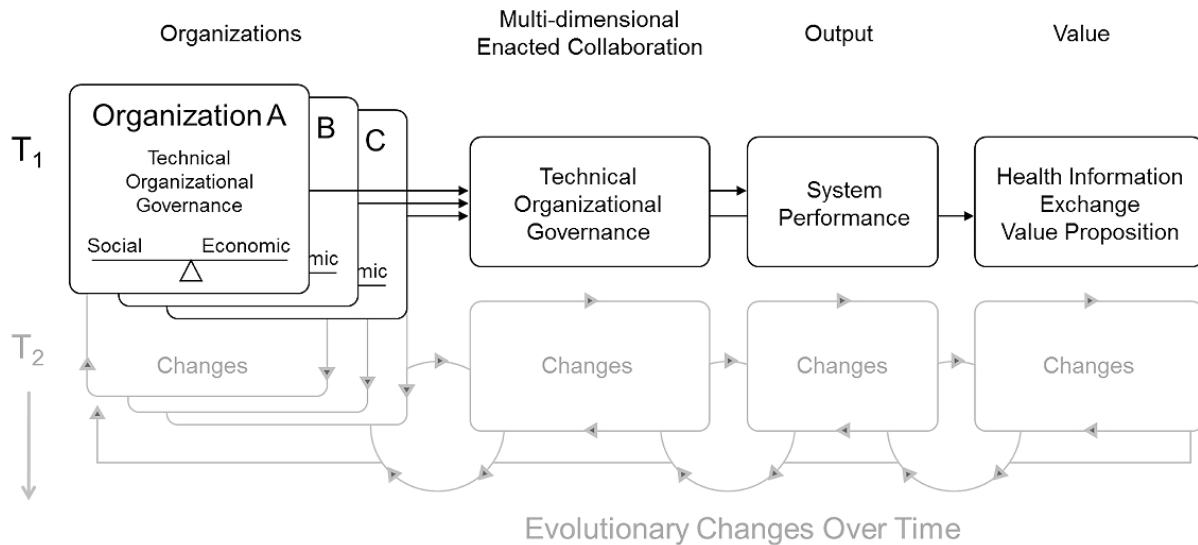 Organizations
Multi-dimensional
Enacted Collaboration
Output
Value
T1
Organization A
Technical
Organizational
Governance
Social Economic
B
mic
C
mic
Technical
Organizational
Governance
System
Performance
Health Information
Exchange
Value Proposition
T2
Changes
Changes
Changes
Changes
Evolutionary Changes Over Time